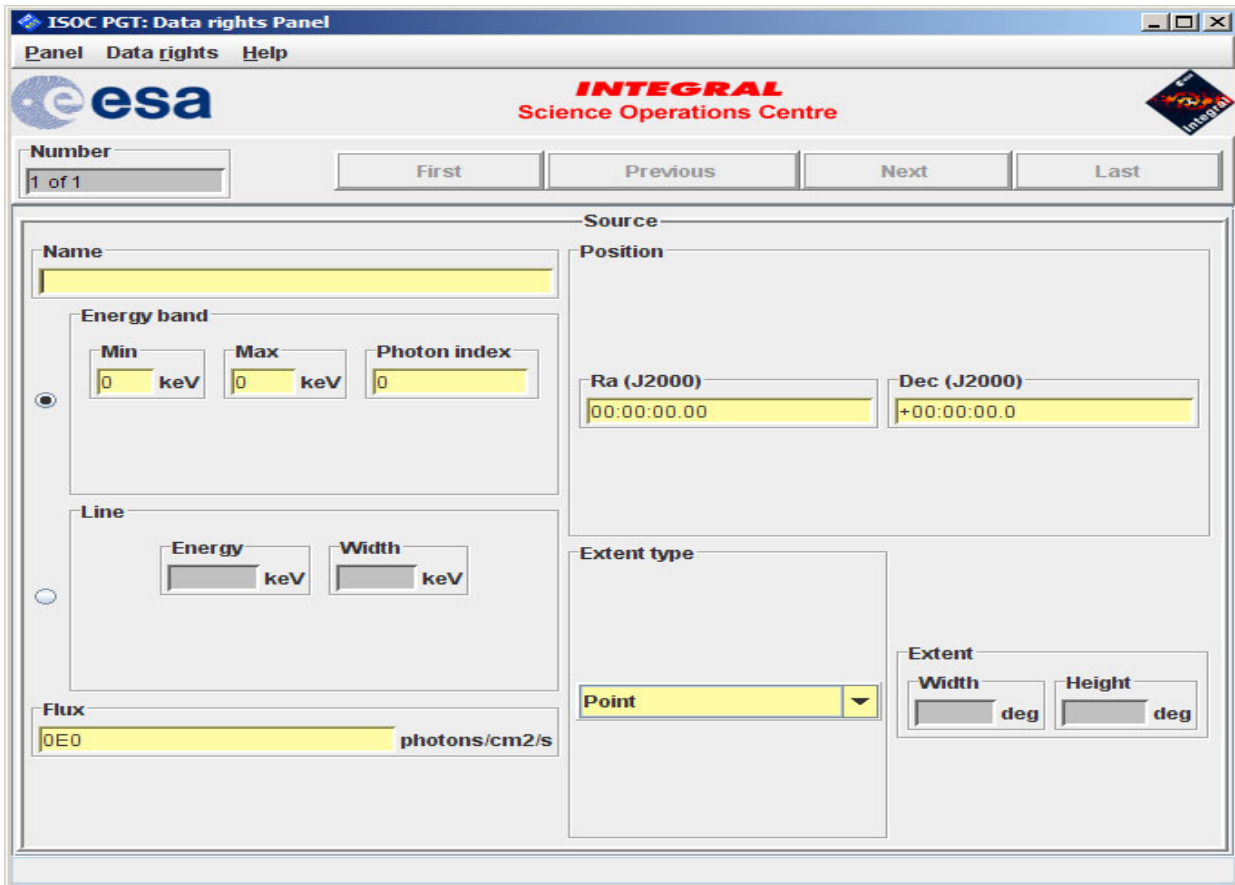 ISOC PGT: Data rights Panel
Panel Data rights Help
esa
INTEGRAL
Science Operations Centre
Integral
Number
1 of 1
First Previous Next Last
Source
Name
Energy band
Min Max Photon index
0 keV 0 keV 0
Line
Energy Width
keV keV
Flux
0E0 photons/cm2/s
Position
Ra (J2000) Dec (J2000)
00:00:00.00 +00:00:00.0
Extent type
Point
Extent
Width Height
deg deg